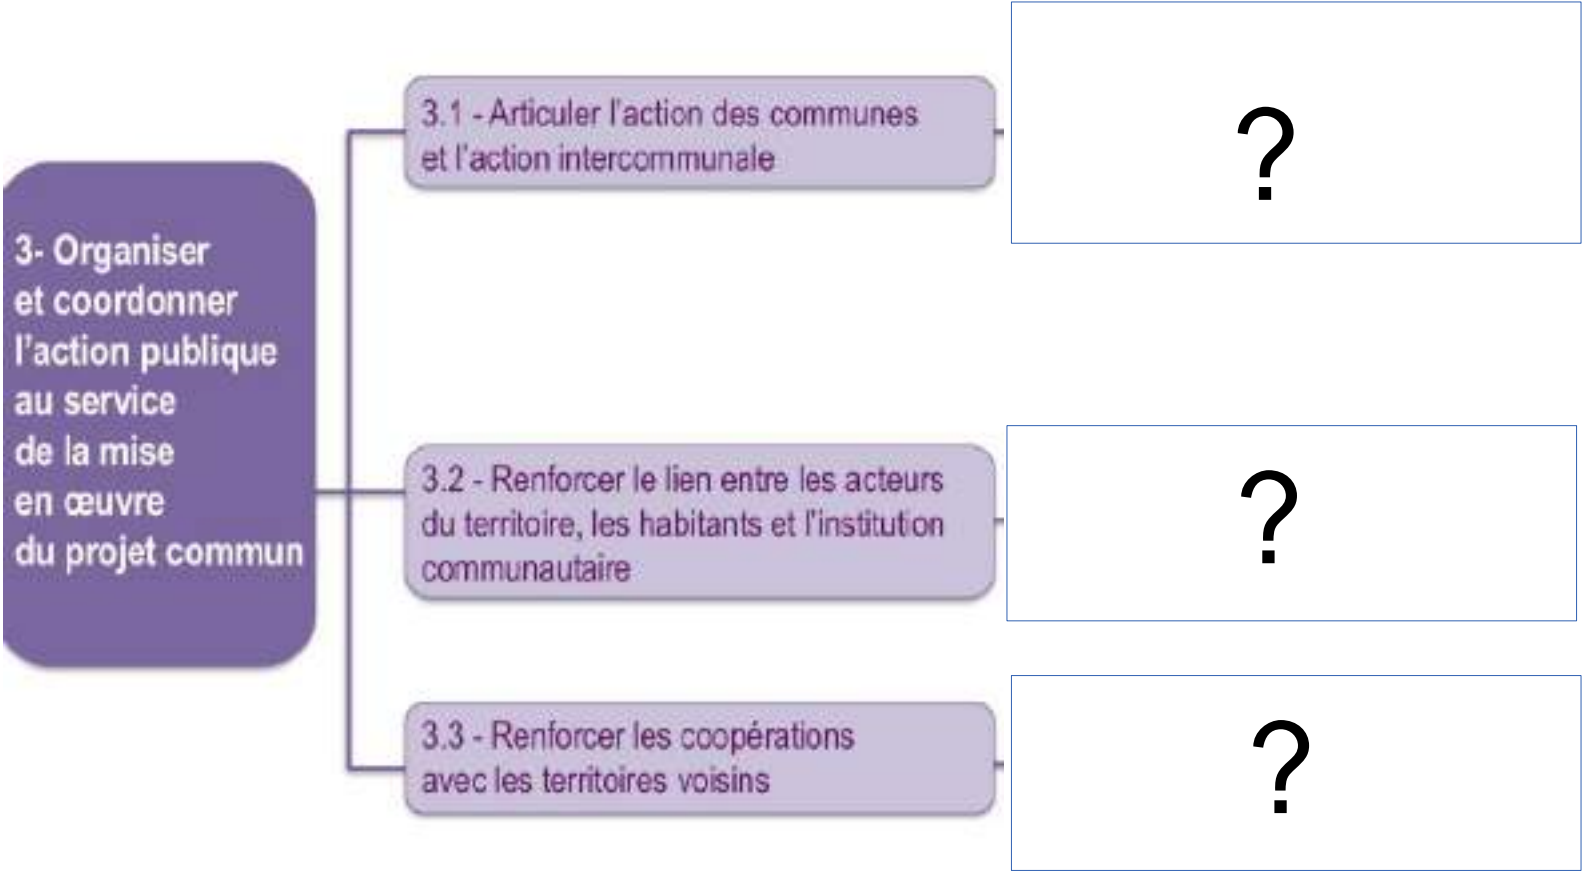 3- Organiser
et coordonner
l'action publique
au service
de la mise
en œuvre
du projet commun
3.1 - Articuler l'action des communes
et l'action intercommunale
?
3.2 - Renforcer le lien entre les acteurs
du territoire, les habitants et l'institution
communautaire
?
3.3 - Renforcer les coopérations
avec les territoires voisins
?